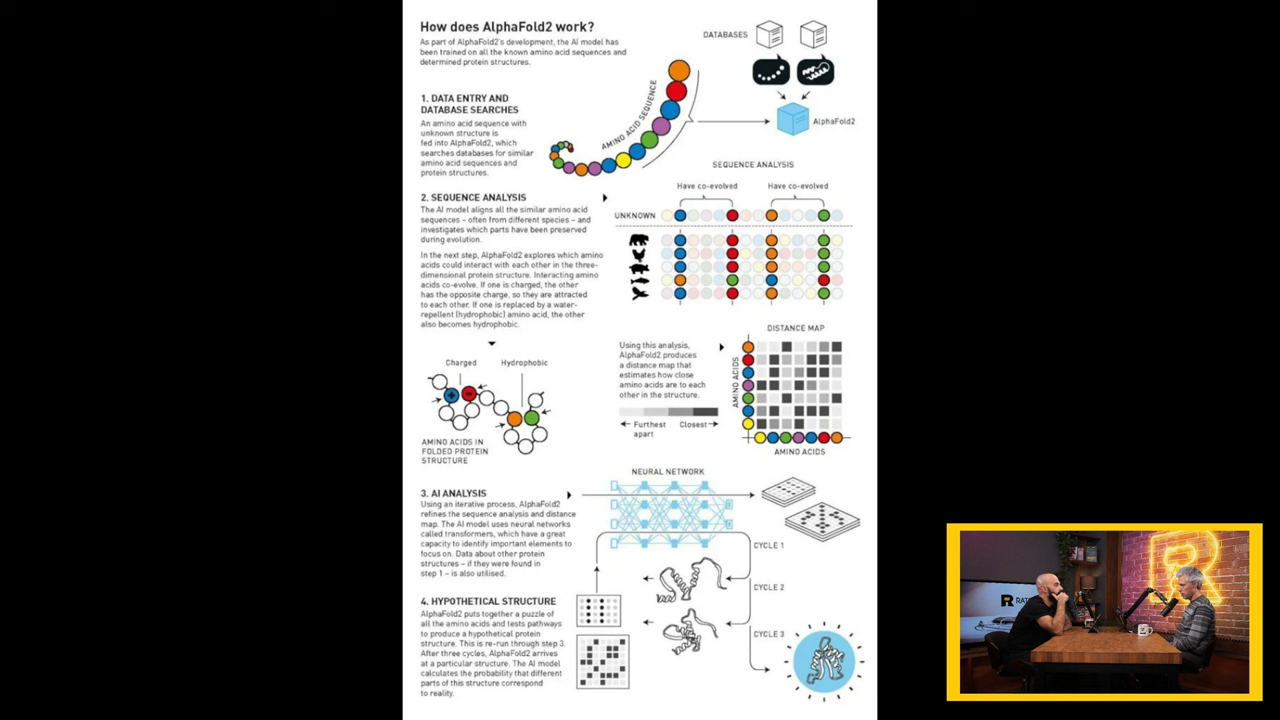 How does AlphaFold2 work?
As part of AlphaFold2's development, the AI model has
been trained on all the known amino acid sequences and
determined protein structures.
DATABASES
AlphaFold2
AMINO ACID SEQUENCE
1. DATA ENTRY AND
DATABASE SEARCHES
An amino acid sequence with
unknown structure is
fed into AlphaFold2, which
searches databases for similar
amino acid sequences and
protein structures.
SEQUENCE ANALYSIS
Have co-evolved
Have co-evolved
UNKNOWN
2. SEQUENCE ANALYSIS
The AI model aligns all the similar amino acid
sequences – often from different species – and
investigates which parts have been preserved
during evolution.
In the next step, AlphaFold2 explores which amino
acids could interact with each other in the three-
dimensional protein structure. Interacting amino
acids co-evolve. If one is charged, the other
has the opposite charge, so they are attracted
to each other. If one is replaced by a water-
repellent (hydrophobic) amino acid, the other
also becomes hydrophobic.
Charged
Hydrophobic
AMINO ACIDS IN
FOLDED PROTEIN
STRUCTURE
Using this analysis,
AlphaFold2 produces
a distance map that
estimates how close
amino acids are to each
other in the structure.
Furthest
apart
Closest
DISTANCE MAP
AMINO ACIDS
AMINO ACIDS
3. AI ANALYSIS
Using an iterative process, AlphaFold2
refines the sequence analysis and distance
map. The AI model uses neural networks
called transformers, which have a great
capacity to identify important elements to
focus on. Data about other protein
structures – if they were found in
step 1 – is also utilised.
NEURAL NETWORK
CYCLE 1
CYCLE 2
CYCLE 3
4. HYPOTHETICAL STRUCTURE
AlphaFold2 puts together a puzzle of
all the amino acids and tests pathways
to produce a hypothetical protein
structure. This is re-run through step 3.
After three cycles, AlphaFold2 arrives
at a particular structure. The AI model
calculates the probability that different
parts of this structure correspond
to reality.
R